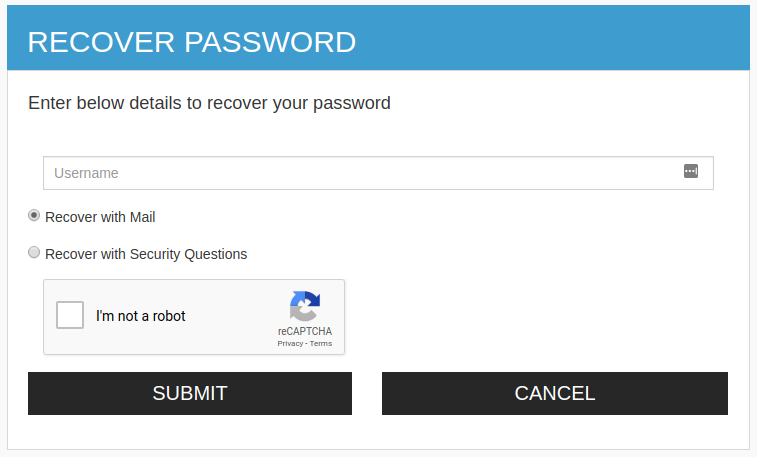 RECOVER PASSWORD
Enter below details to recover your password
Username
Recover with Mail
Recover with Security Questions
I'm not a robot
reCAPTCHA
Privacy - Terms
SUBMIT
CANCEL